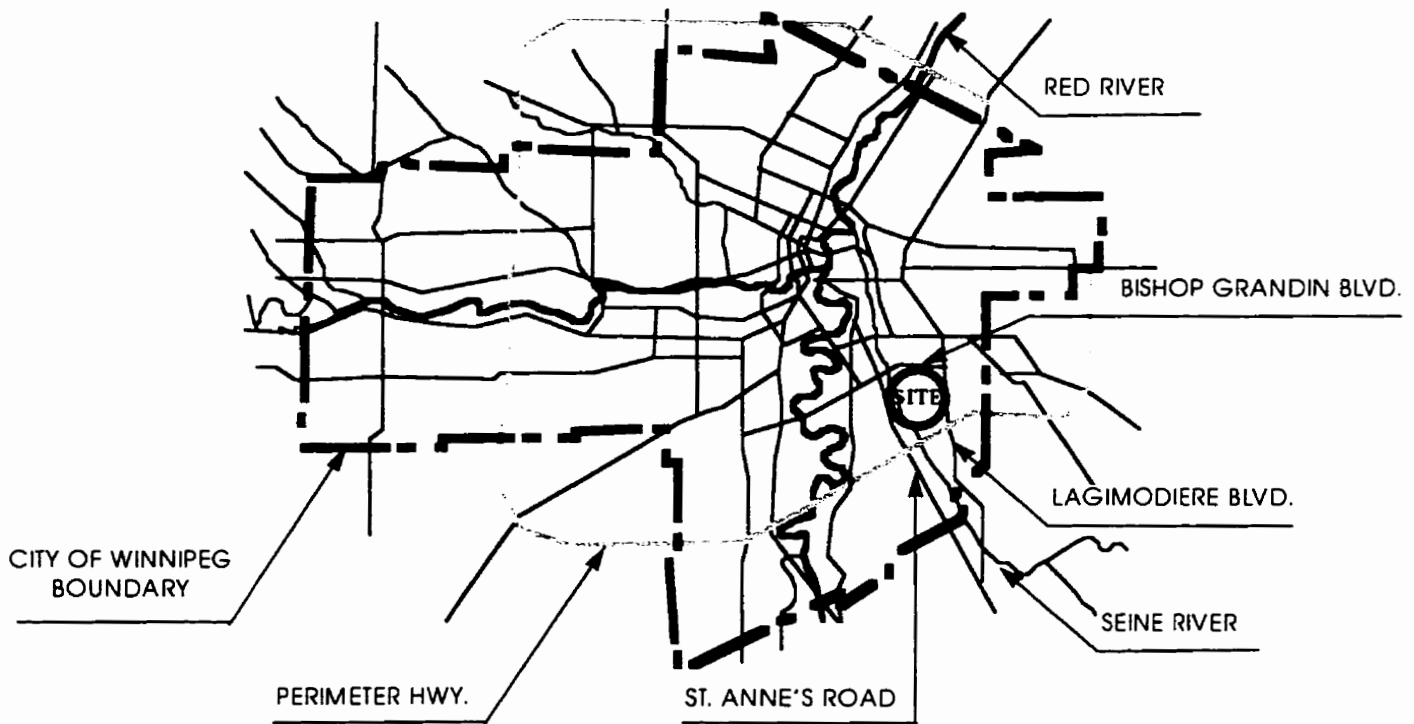 RED RIVER
BISHOP GRANDIN BLVD.
SITE
LAGIMODIERE BLVD.
CITY OF WINNIPEG
BOUNDARY
SEINE RIVER
PERIMETER HWY.
ST. ANNE'S ROAD